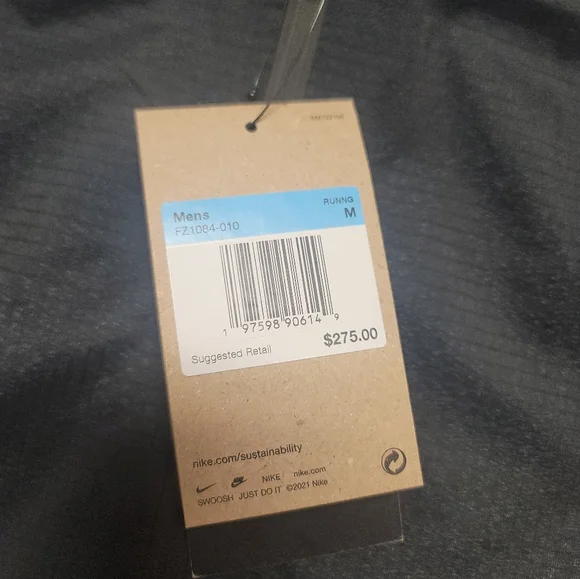 Mens
RUNNG
FZ1084-010
M
1 97598 90614 9
Suggested Retail
$275.00
nike.com/sustainability
NIKE nike.com
SWOOSH JUST DO IT ©2021 Nike